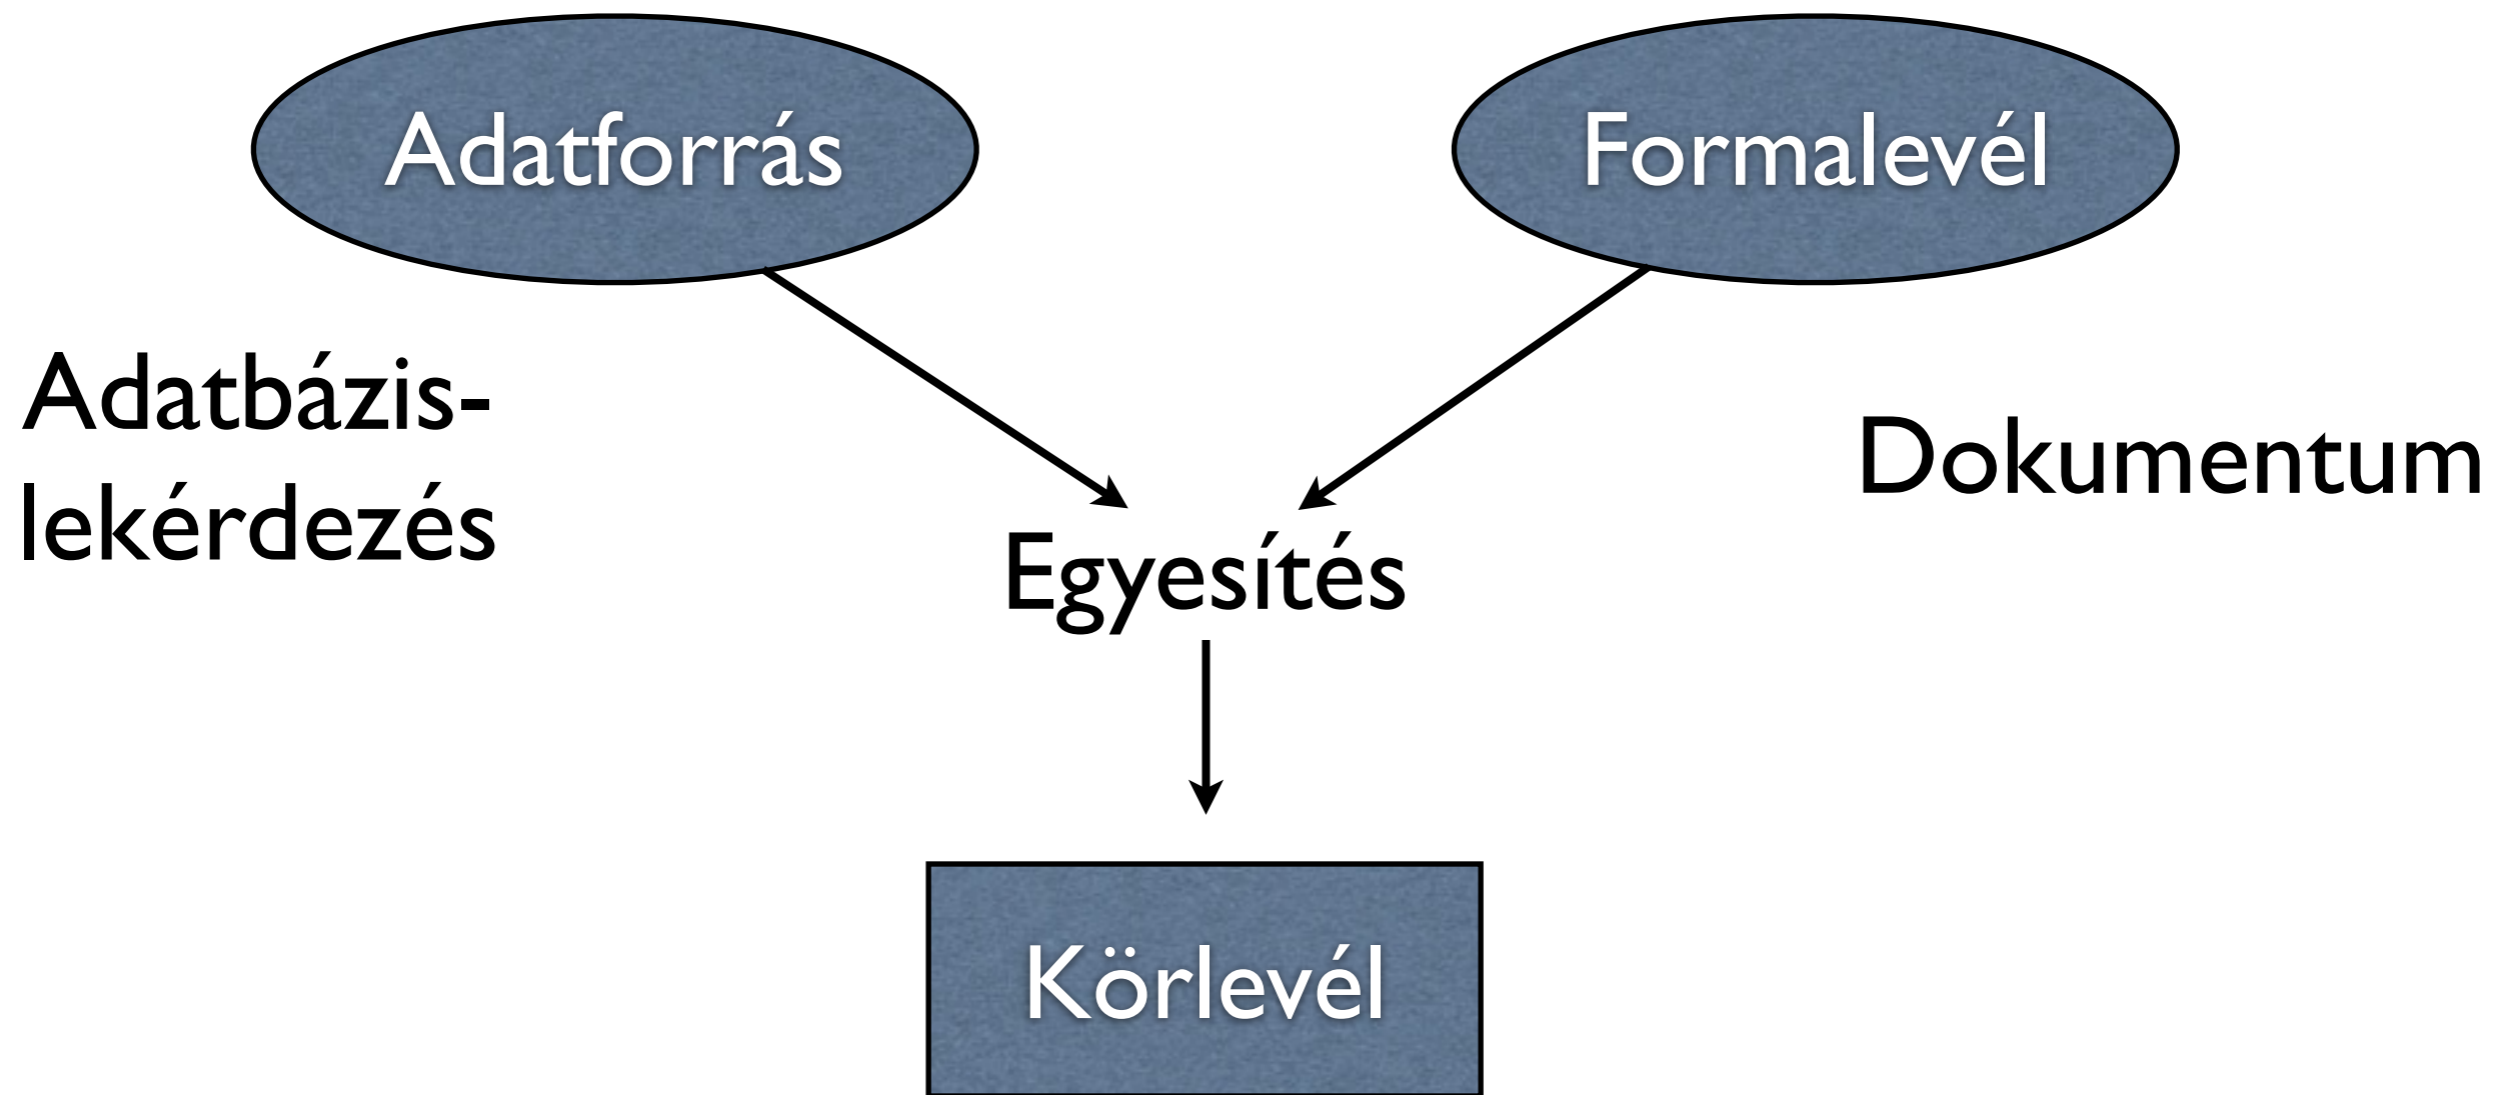 Adatforrás
Formalevél
Adatbázis-
lekérdezés
Dokumentum
Egyesítés
Körlevél